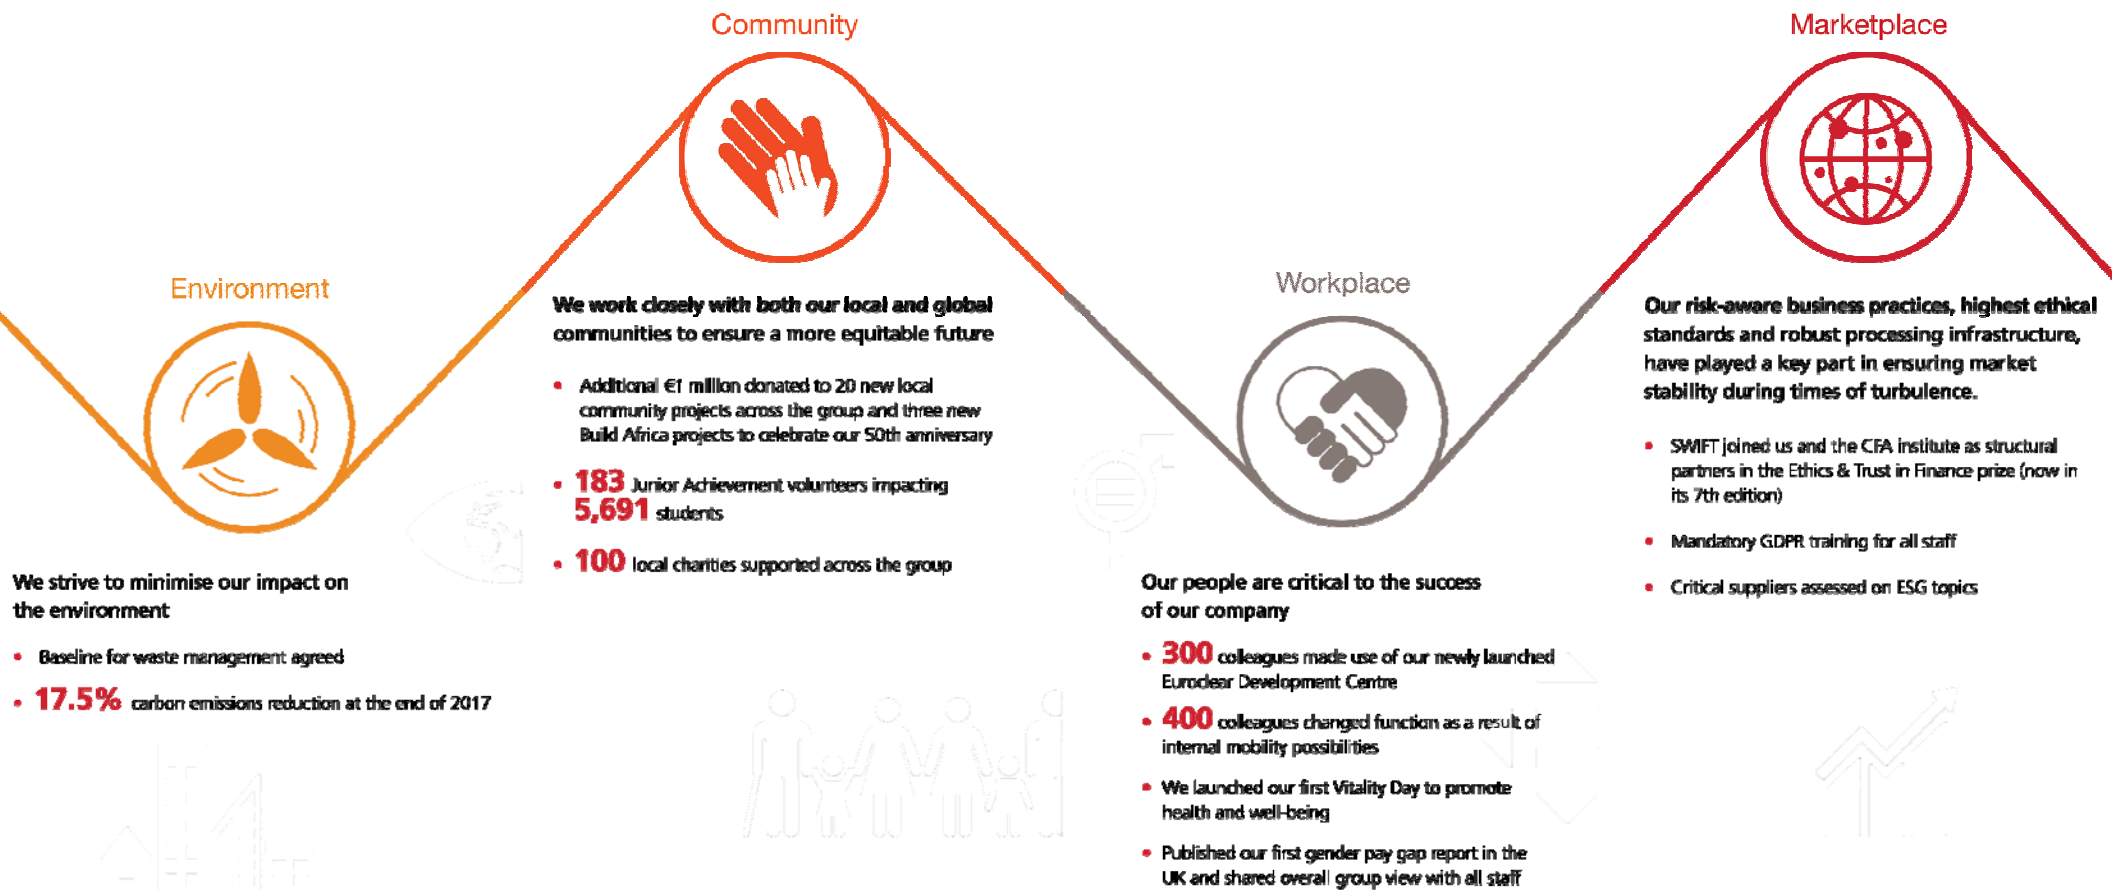 Environment
We strive to minimise our impact on
the environment
• Baseline for waste management agreed
• 17.5% carbon emissions reduction at the end of 2017
Community
We work closely with both our local and global
communities to ensure a more equitable future
• Additional €1 million donated to 20 new local
community projects across the group and three new
Build Africa projects to celebrate our 50th anniversary
• 183 Junior Achievement volunteers impacting
5,691 students
• 100 local charities supported across the group
Workplace
Our people are critical to the success
of our company
• 300 colleagues made use of our newly launched
Euroclear Development Centre
• 400 colleagues changed function as a result of
internal mobility possibilities
• We launched our first Vitality Day to promote
health and well-being
• Published our first gender pay gap report in the
UK and shared overall group view with all staff
Marketplace
Our risk-aware business practices, highest ethical
standards and robust processing infrastructure,
have played a key part in ensuring market
stability during times of turbulence.
• SWIFT joined us and the CFA institute as structural
partners in the Ethics & Trust in Finance prize (now in
its 7th edition)
• Mandatory GDPR training for all staff
• Critical suppliers assessed on ESG topics